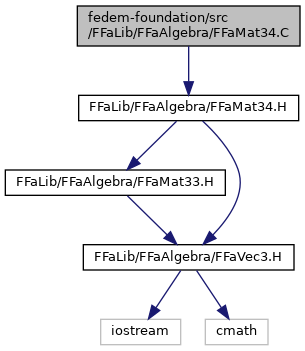 fedem-foundation/src
/FFaLib/FFaAlgebra/FFaMat34.C
FFaLib/FFaAlgebra/FFaMat34.H
FFaLib/FFaAlgebra/FFaMat33.H
FFaLib/FFaAlgebra/FFaVec3.H
iostream
cmath